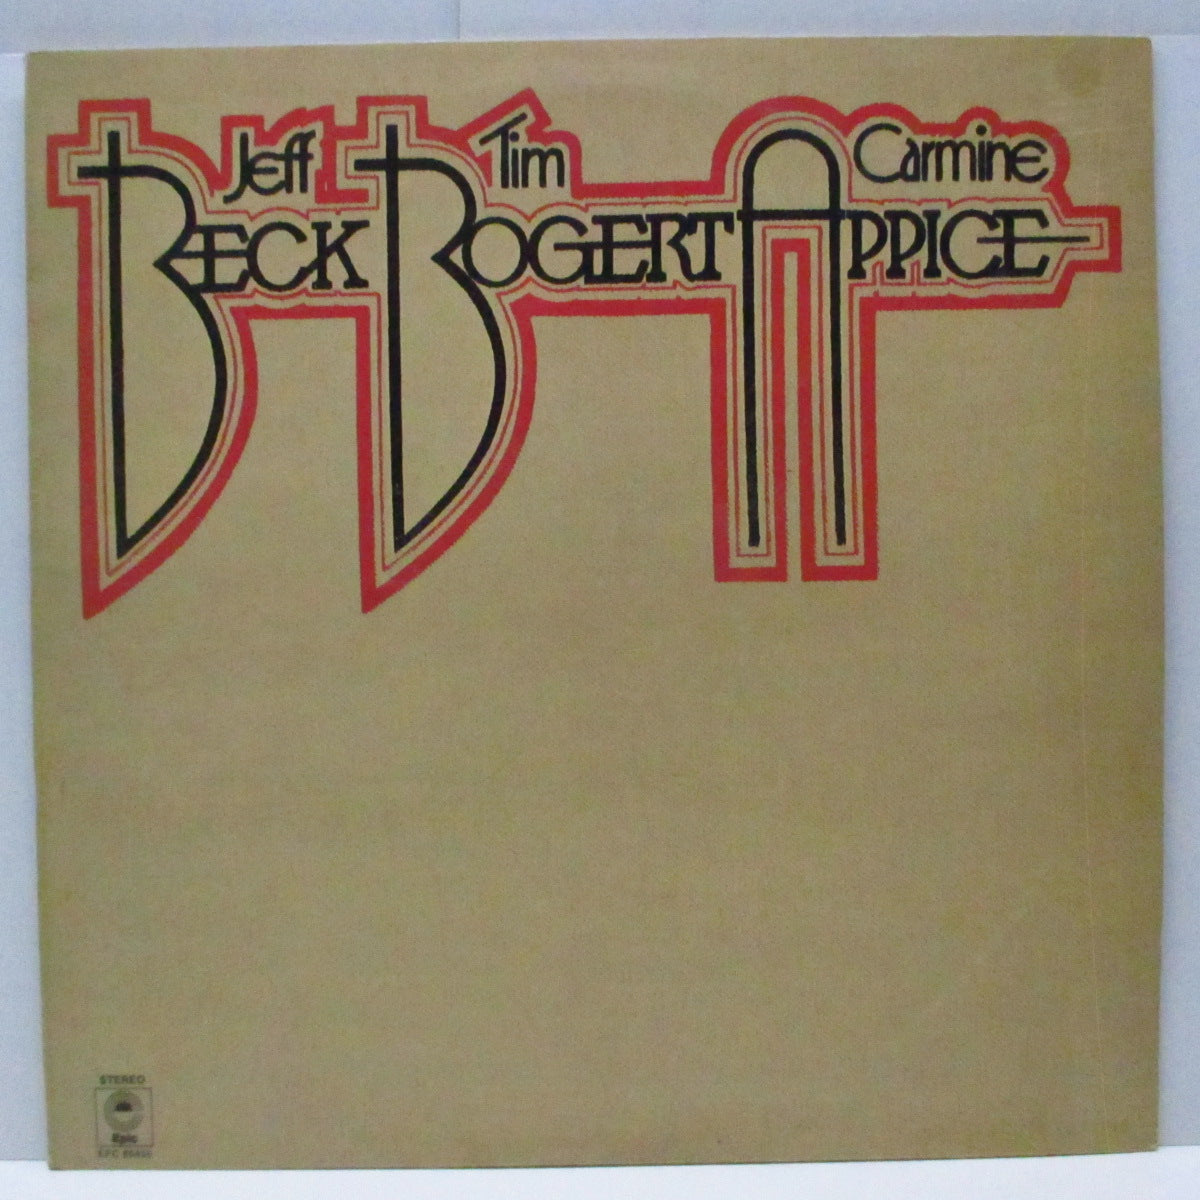 Jeff Tim Carmine
BECK BOGERT APPICE
STEREO
Epic